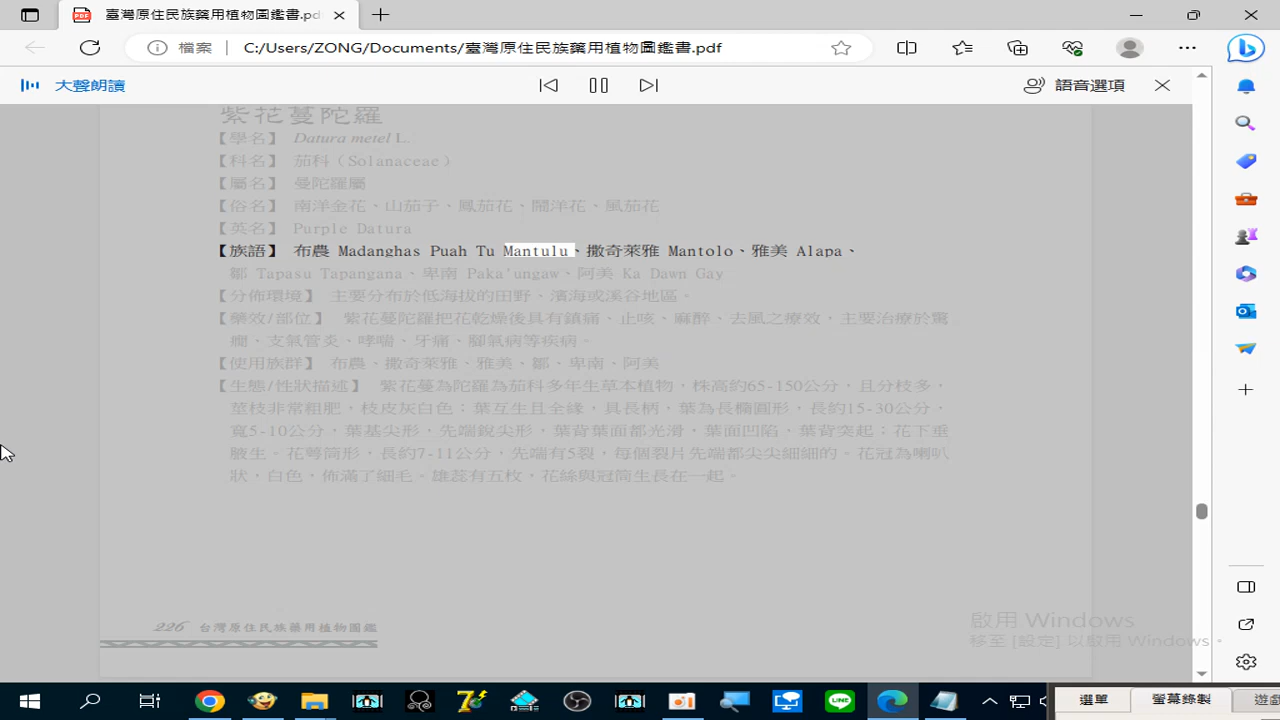 臺灣原住民族藥用植物圖鑑書.pd
檔案 C:/Users/ZONG/Documents/臺灣原住民族藥用植物圖鑑書.pdf
大聲朗讀 語音選項
紫花蔓陀羅
【學名】 Datura metel L.
【科名】 茄科（Solanaceae）
【屬名】 曼陀羅屬
【俗名】 南洋金花、山茄子、鳳茄花、鬧洋花、風茄花
【英名】 Purple Datura
【族語】 布農 Madanghas Puah Tu Mantulu、撒奇萊雅 Mantolo、雅美 Alapa、
鄒 Tapasu Tapangana、卑南 Paka'ungaw、阿美 Ka Dawn Gay
【分佈環境】 主要分布於低海拔的田野、濱海或溪谷地區。
【藥效/部位】 紫花蔓陀羅把花乾燥後具有鎮痛、止咳、麻醉、去風之療效，主要治療於驚
癇、支氣管炎、哮喘、牙痛、腳氣病等疾病。
【使用族群】 布農、撒奇萊雅、雅美、鄒、卑南、阿美
【生態/性狀描述】 紫花蔓為陀羅為茄科多年生草本植物，株高約65-150公分，且分枝多，
莖枝非常粗肥，枝皮灰白色；葉互生且全緣，具長柄，葉為長橢圓形，長約15-30公分，
寬5-10公分，葉基尖形，先端銳尖形，葉背葉面都光滑，葉面凹陷、葉背突起；花下垂
腋生。花萼筒形，長約7-11公分，先端有5裂，每個裂片先端都尖尖細細的。花冠為喇叭
狀，白色，佈滿了細毛。雄蕊有五枚，花絲與冠筒生長在一起。
226 台灣原住民族藥用植物圖鑑
啟用 Windows
移至 [設定] 以啟用 Windows。
選單 螢幕錄製 遊戲